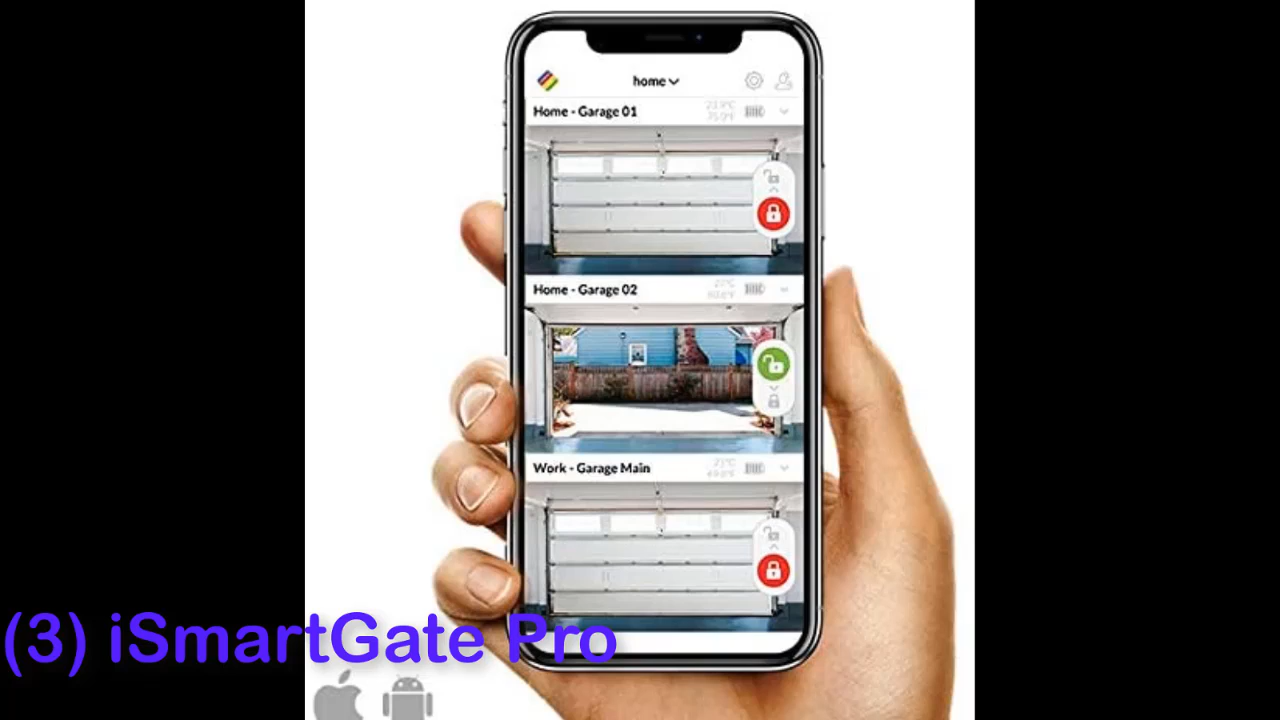 home
Home - Garage 01
Home - Garage 02
Work - Garage Main
(3) iSmartGate Pro